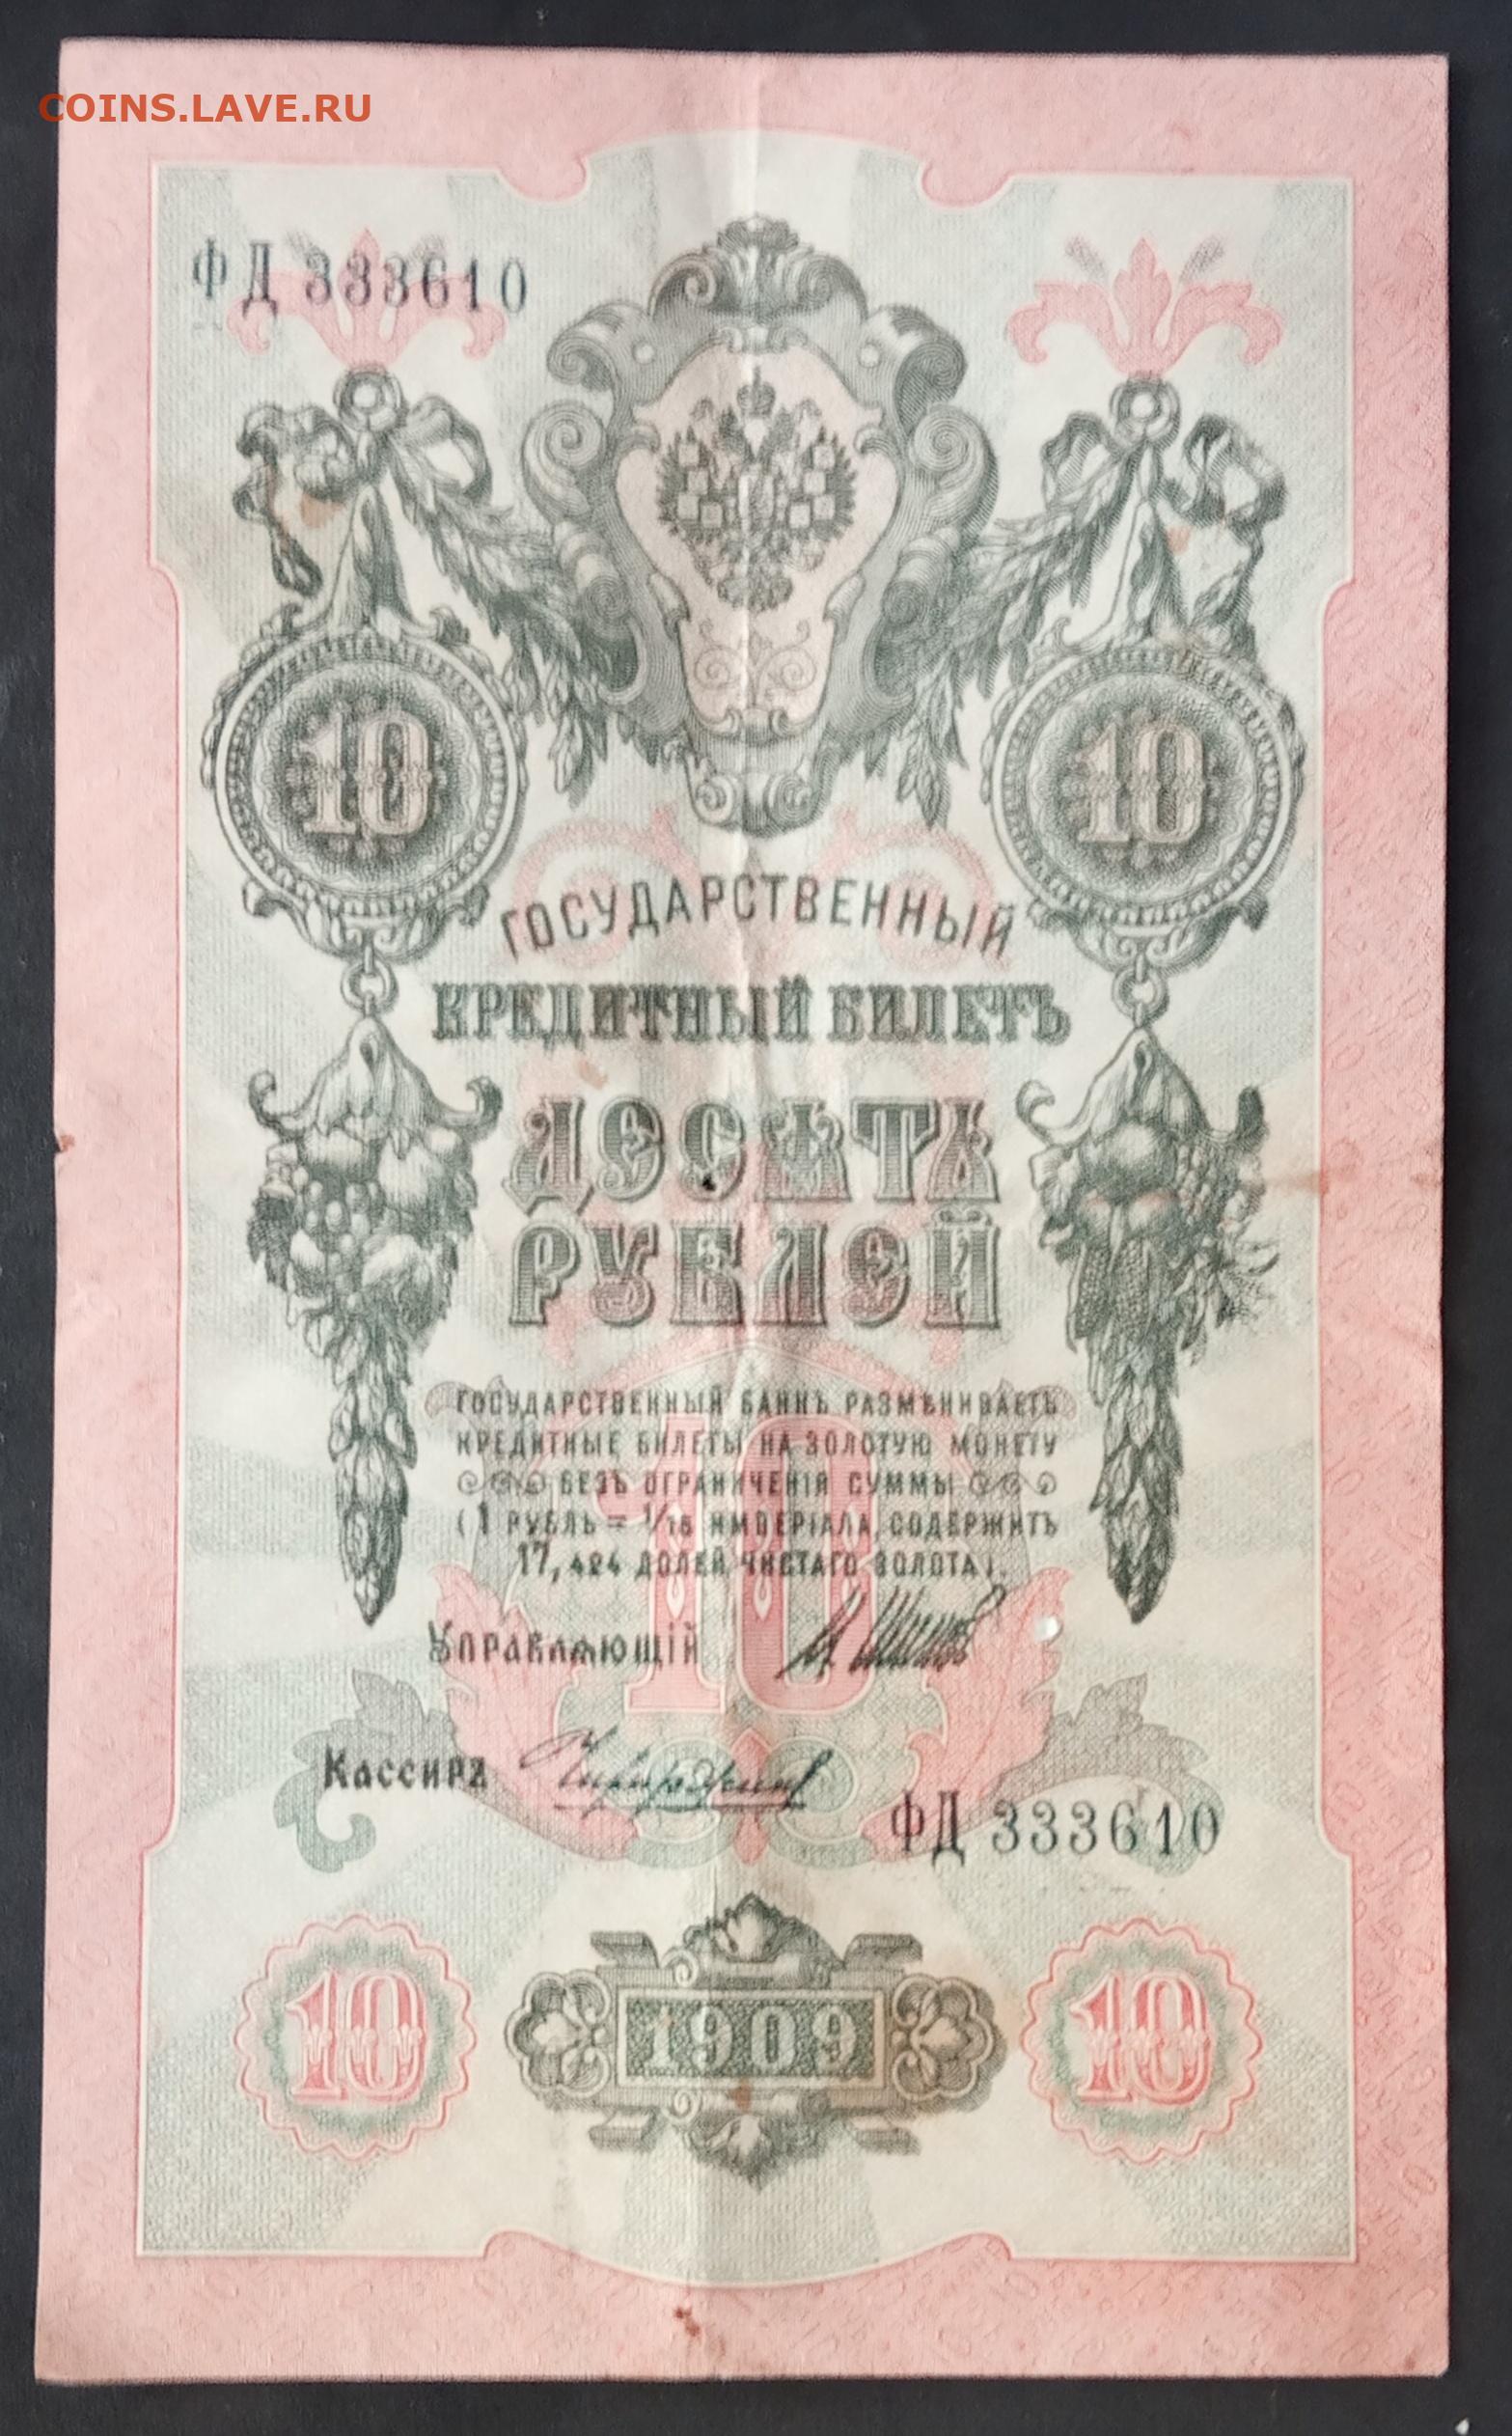 COINS.LAVE.RU
ФД 333610
10 10
ГОСУДАРСТВЕННЫЙ
КРЕДИТНЫЙ БИЛЕТЪ
ДЕСЯТЬ
РУБЛЕЙ
ГОСУДАРСТВЕННЫЙ БАНКЪ РАЗМѢНИВАЕТЪ
КРЕДИТНЫЕ БИЛЕТЫ НА ЗОЛОТУЮ МОНЕТУ
БЕЗЪ ОГРАНИЧЕНІЯ СУММЫ
(1 РУБЛЬ = 1/15 ИМПЕРІАЛА, СОДЕРЖИТЪ
17,424 ДОЛЕЙ ЧИСТАГО ЗОЛОТА).
10
Управляющій
Кассиръ
ФД 333610
10 1909 10